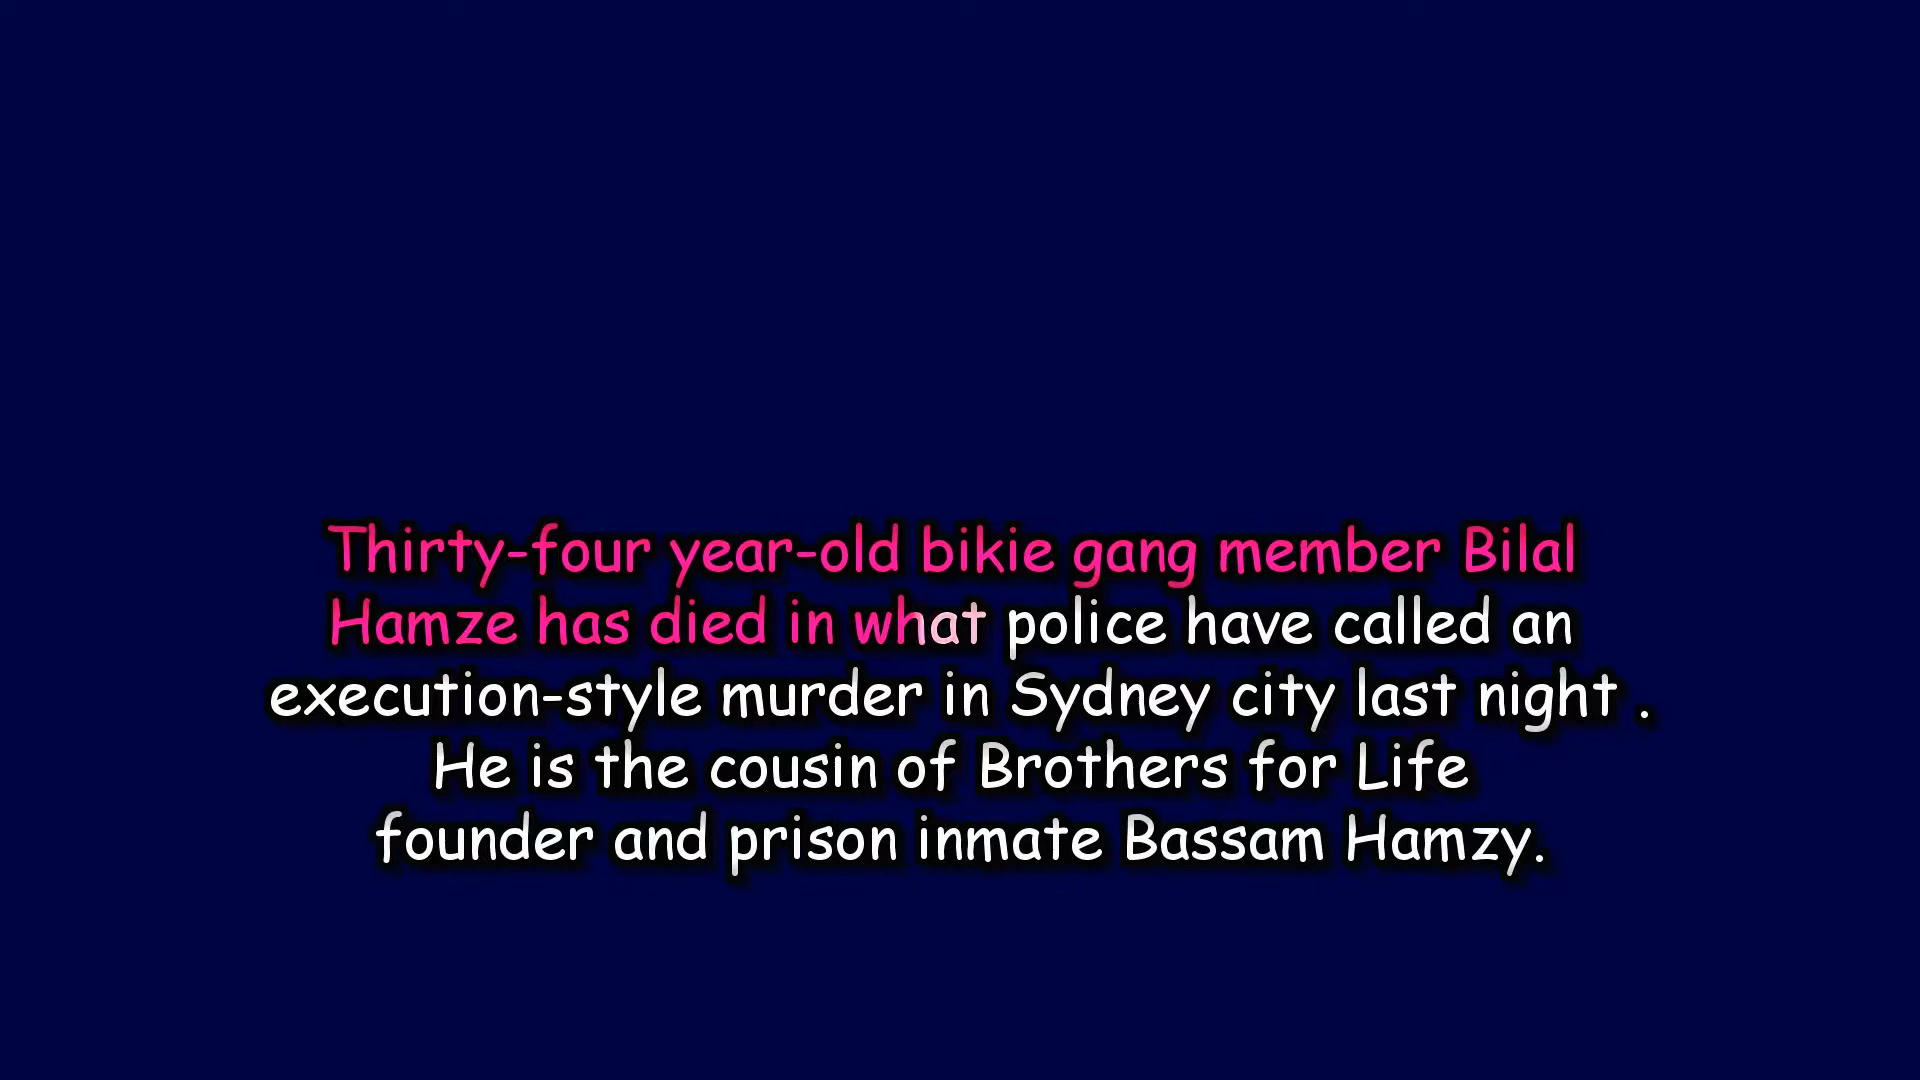 Thirty-four year-old bikie gang member Bilal
Hamze has died in what police have called an
execution-style murder in Sydney city last night .
He is the cousin of Brothers for Life
founder and prison inmate Bassam Hamzy.